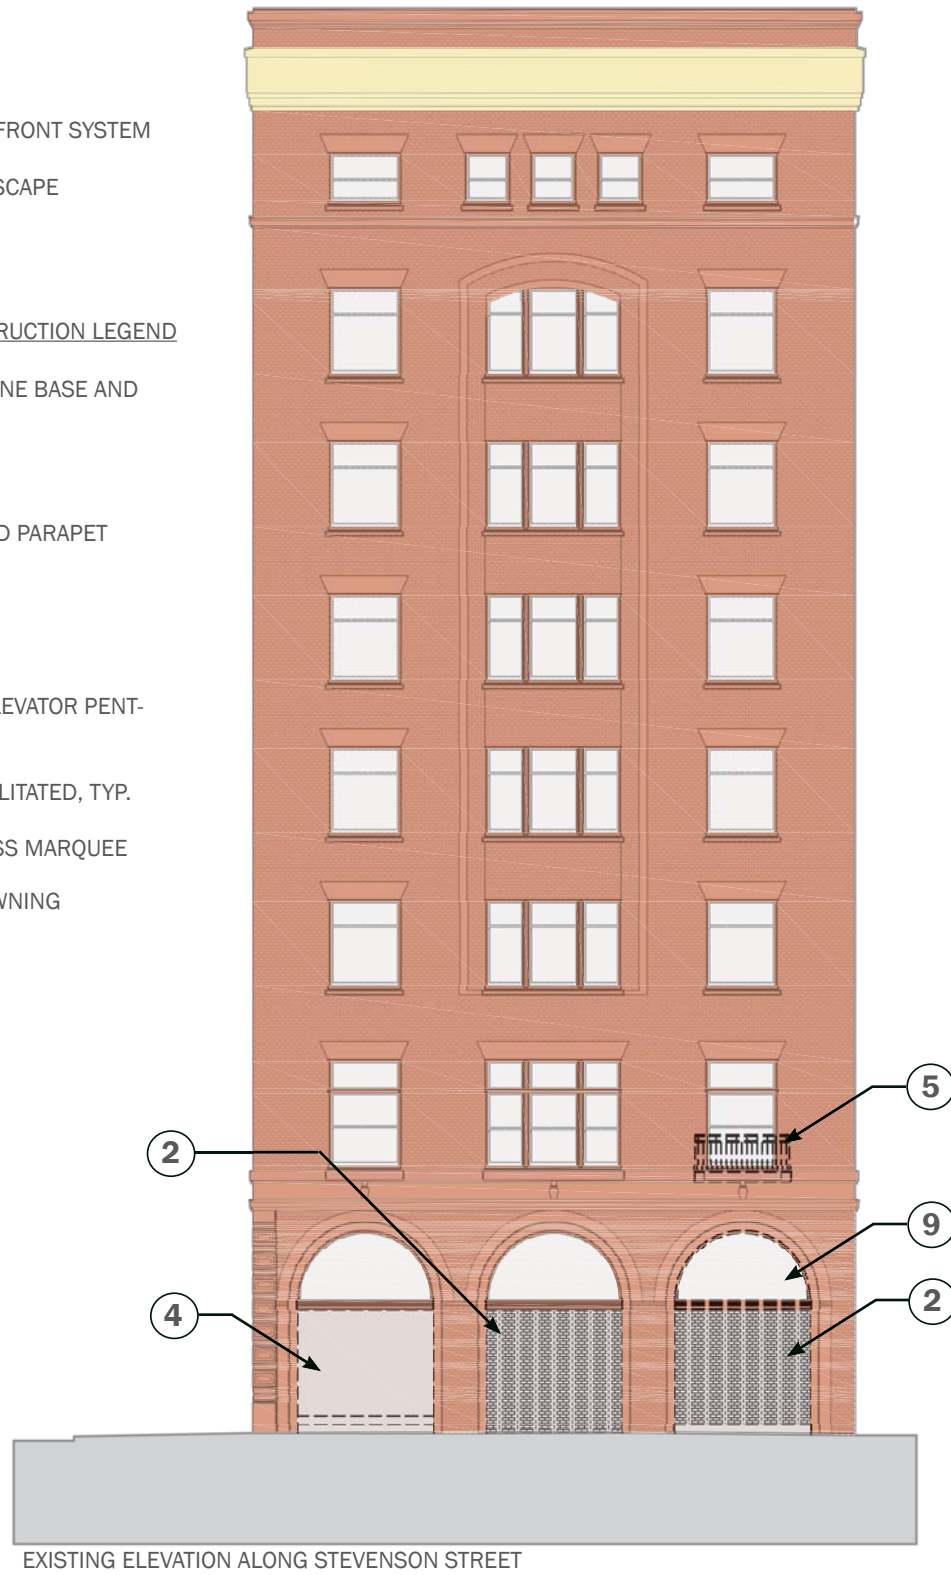 FRONT SYSTEM
SCAPE
RUCTION LEGEND
NE BASE AND
D PARAPET
LEVATOR PENT-
LITATED, TYP.
SS MARQUEE
WNING
5
2
9
4
2
EXISTING ELEVATION ALONG STEVENSON STREET